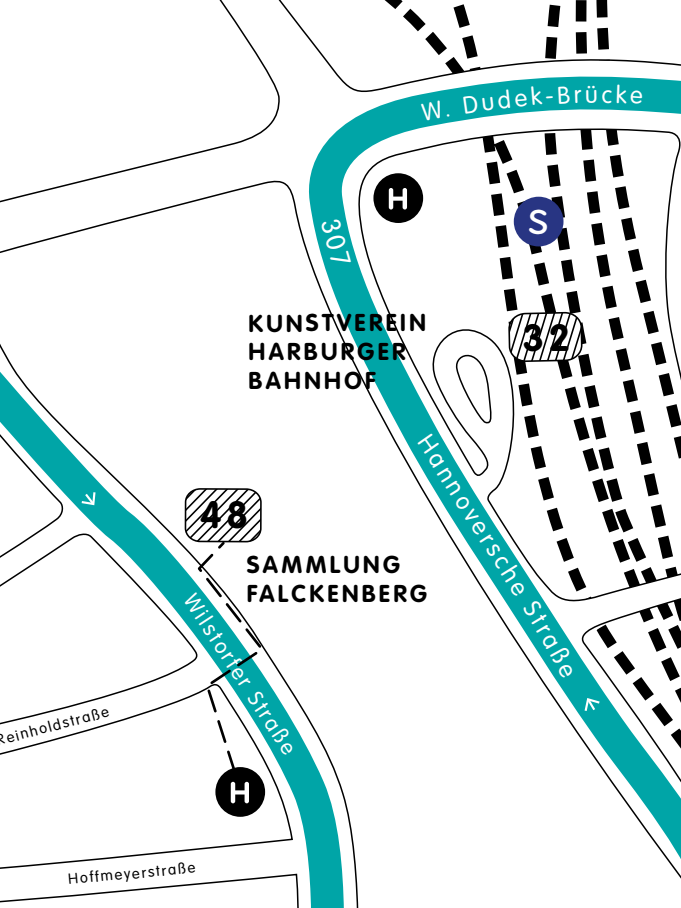 W. Dudek-Brücke
H
S
307
KUNSTVEREIN
HARBURGER
BAHNHOF
32
Hannoversche Straße
48
SAMMLUNG
FALCKENBERG
Wilstorfer Straße
Reinholdstraße
H
Hoffmeyerstraße